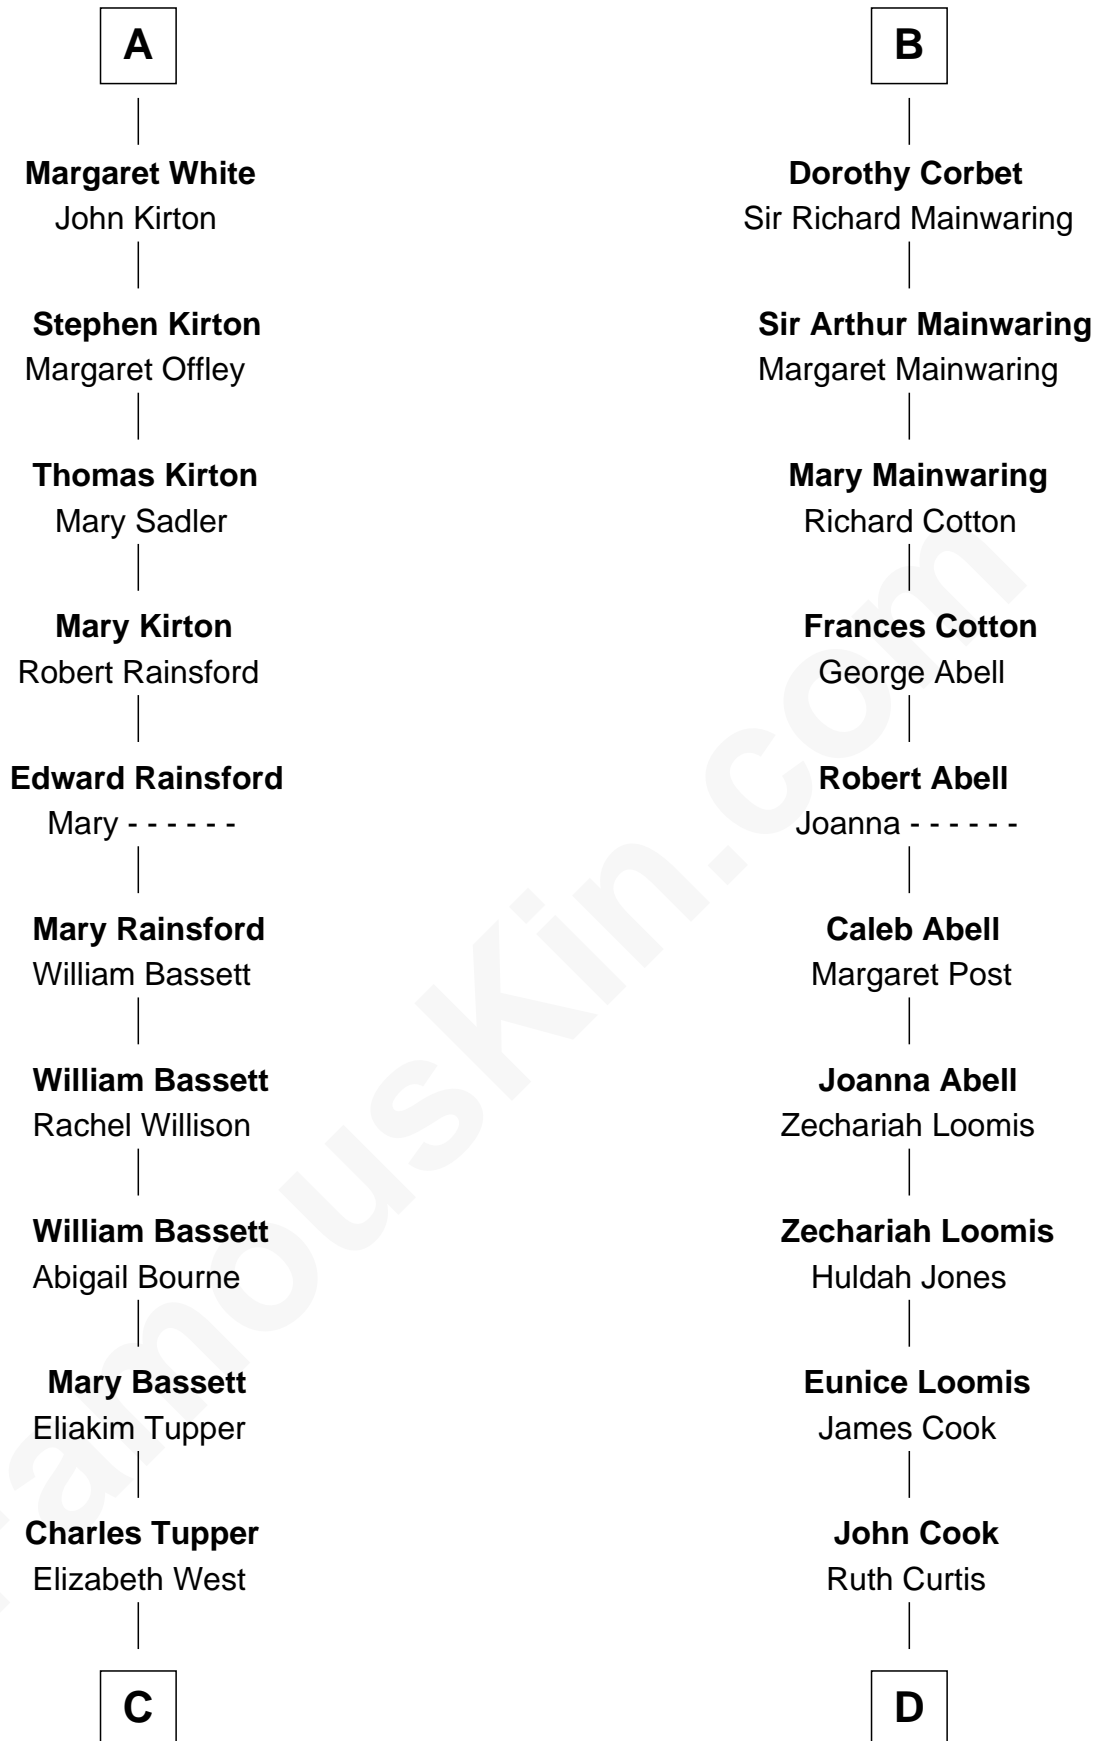 A
Margaret White
John Kirton
Stephen Kirton
Margaret Offley
Thomas Kirton
Mary Sadler
Mary Kirton
Robert Rainsford
Edward Rainsford
Mary - - - - - -
Mary Rainsford
William Bassett
William Bassett
Rachel Willison
William Bassett
Abigail Bourne
Mary Bassett
Eliakim Tupper
Charles Tupper
Elizabeth West
C
B
Dorothy Corbet
Sir Richard Mainwaring
Sir Arthur Mainwaring
Margaret Mainwaring
Mary Mainwaring
Richard Cotton
Frances Cotton
George Abell
Robert Abell
Joanna - - - - - -
Caleb Abell
Margaret Post
Joanna Abell
Zechariah Loomis
Zechariah Loomis
Huldah Jones
Eunice Loomis
James Cook
John Cook
Ruth Curtis
D
FamousKin.com